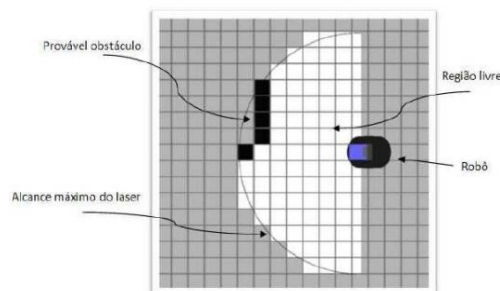 Provável obstáculo
Região livre
Robô
Alcance máximo do laser